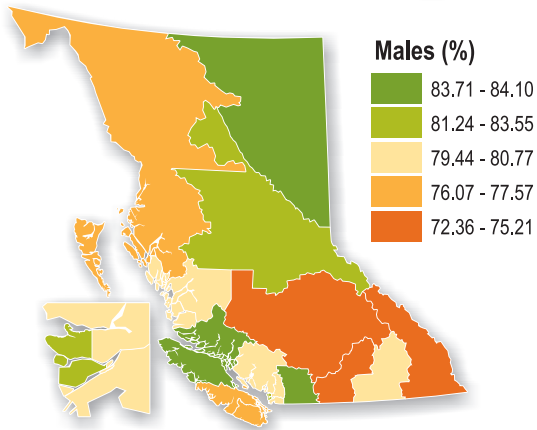 Males (%)
83.71 - 84.10
81.24 - 83.55
79.44 - 80.77
76.07 - 77.57
72.36 - 75.21